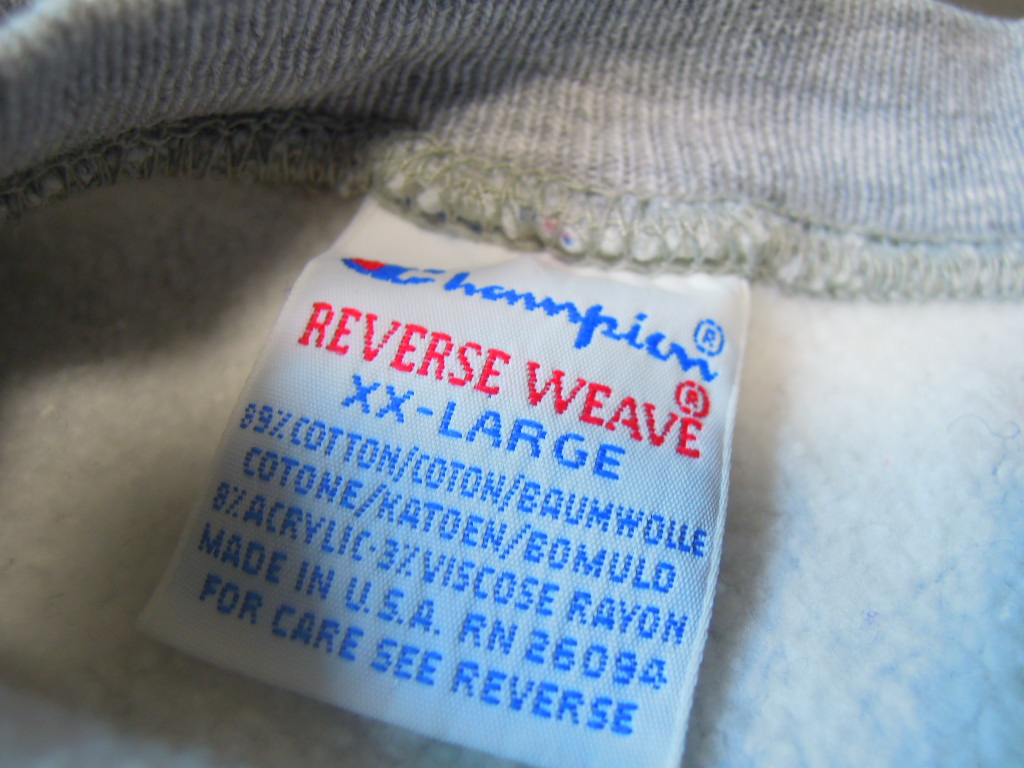 Champion®
REVERSE WEAVE®
XX-LARGE
89% COTTON/COTON/BAUMWOLLE
COTONE/KATOEN/BOMULD
8% ACRYLIC·3% VISCOSE RAYON
MADE IN U.S.A. RN 26094
FOR CARE SEE REVERSE